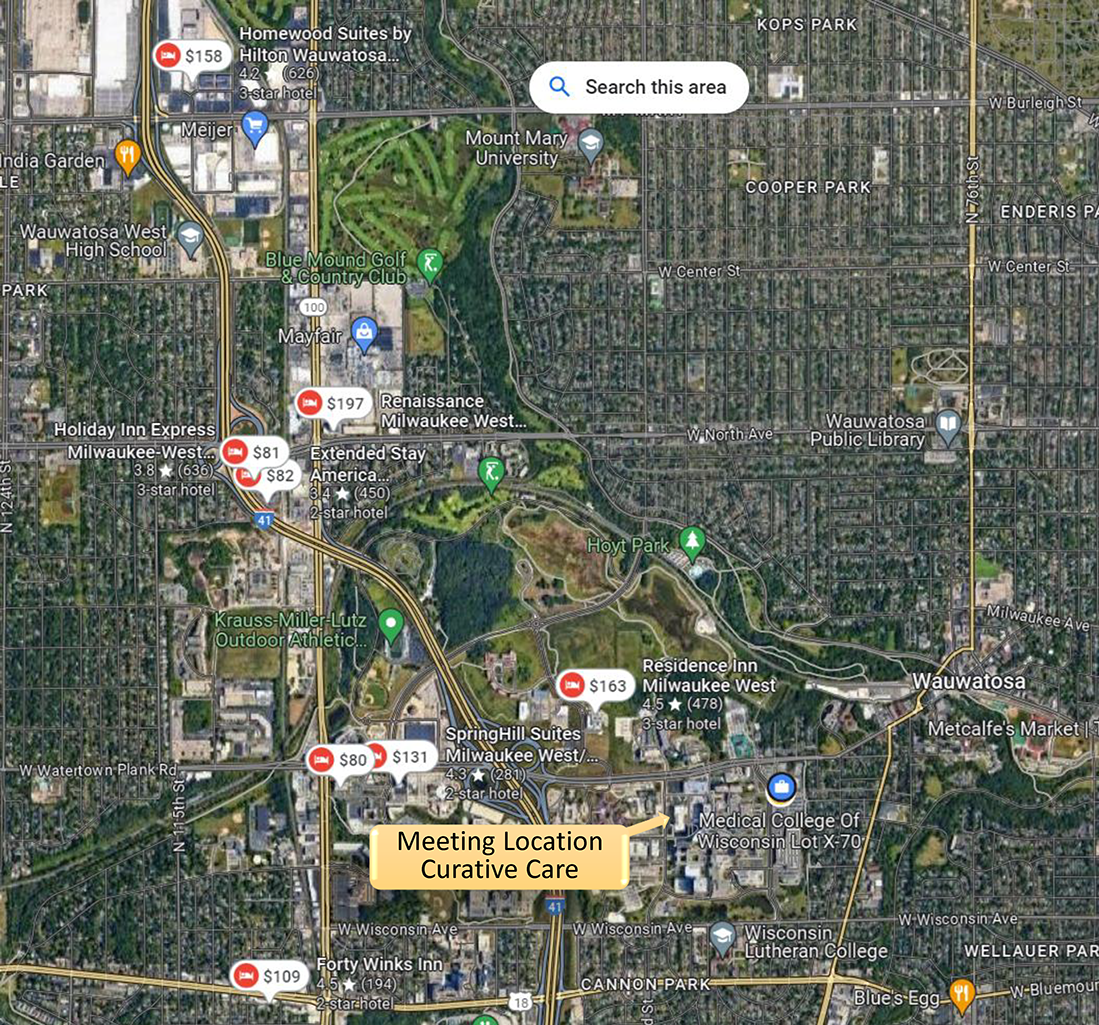 KOPS PARK
$158
Homewood Suites by
Hilton Wauwatosa...
4.2 ★ (626)
3-star hotel
Search this area
W Burleigh St
Meijer
India Garden
LE
Mount Mary
University
N 76th St
COOPER PARK
ENDERIS PA
Wauwatosa West
High School
Blue Mound Golf
& Country Club
W Center St
W Center St
PARK
100
Mayfair
$197
Renaissance
Milwaukee West...
Wauwatosa
Public Library
W North Ave
Holiday Inn Express
Milwaukee-West...
3.8 ★ (636)
3-star hotel
$81
$82
Extended Stay
America...
3.4 ★ (450)
2-star hotel
N 124th St
41
Hoyt Park
Krauss-Miller-Lutz
Outdoor Athletic...
Milwaukee Ave
$163
Residence Inn
Milwaukee West
4.5 ★ (478)
3-star hotel
Wauwatosa
Metcalfe's Market |
SpringHill Suites
Milwaukee West/...
4.3 ★ (281)
2-star hotel
$80
$131
W Watertown Plank Rd
N 115th St
Medical College Of
Wisconsin Lot X-70
Meeting Location
Curative Care
41
W Wisconsin Ave
W Wisconsin Ave
W Wisconsin Ave
Wisconsin
Lutheran College
WELLAUER PAR
$109
Forty Winks Inn
4.5 ★ (194)
2-star hotel
18
CANNON PARK
Blue's Egg
W Bluemoun